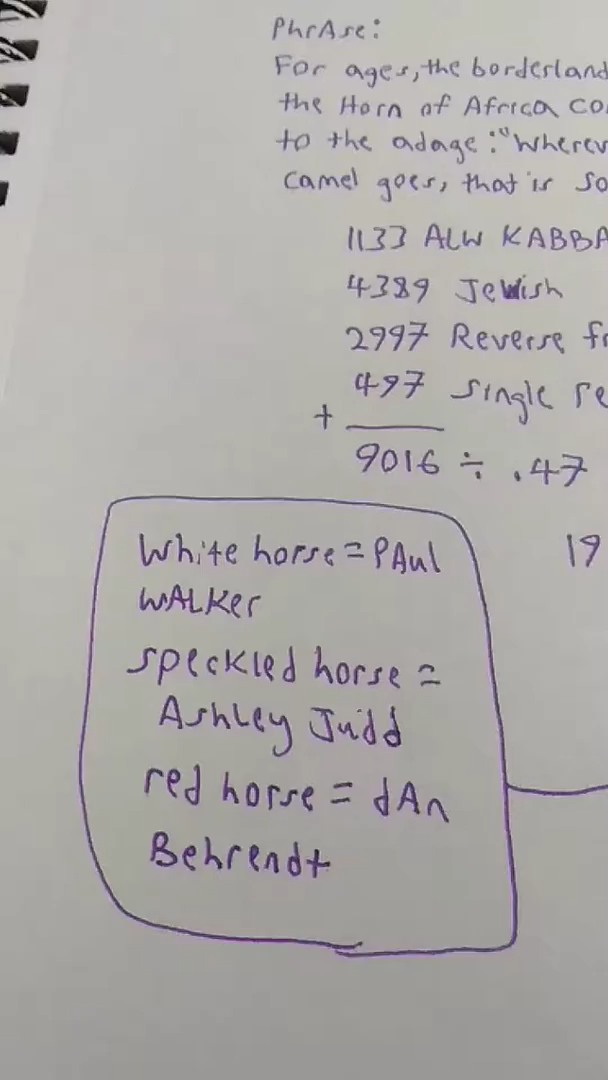 PhrAse:
For ages, the borderland
the Horn of Africa
to the adage: "Wherev
camel goes, that is so
1133 ALW KABBA
4389 Jewish
2997 Reverse fr
497 single re
+
9016 ÷ .47
19
White horse = PAul
WALKer
speckled horse =
Ashley Judd
red horse = dAn
Behrendt